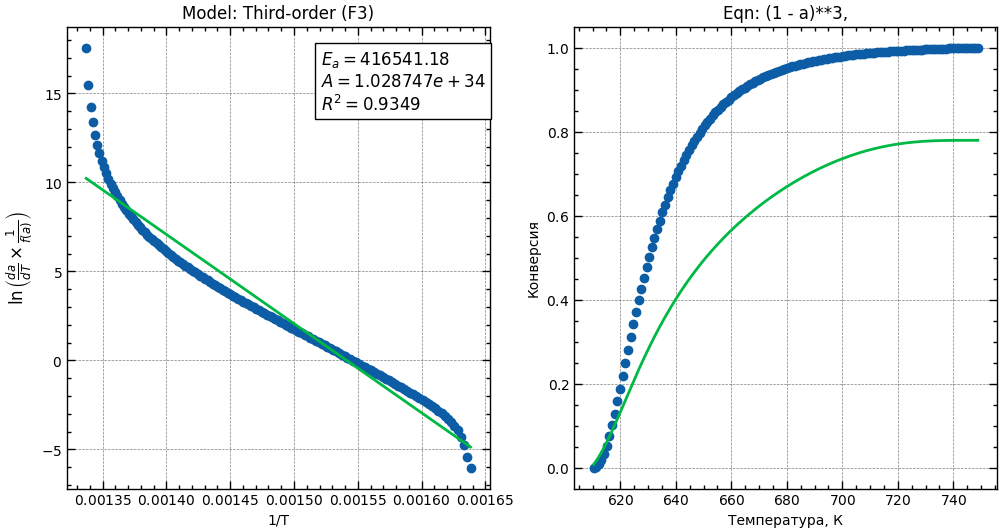 Model: Third-order (F3)
E_a = 416541.18
A = 1.028747e + 34
R^2 = 0.9349
ln (da/dT × 1/f(a))
15
10
5
0
−5
0.00135 0.00140 0.00145 0.00150 0.00155 0.00160 0.00165
1/T
Eqn: (1 - a)**3,
Конверсия
1.0
0.8
0.6
0.4
0.2
0.0
620 640 660 680 700 720 740
Температура, К